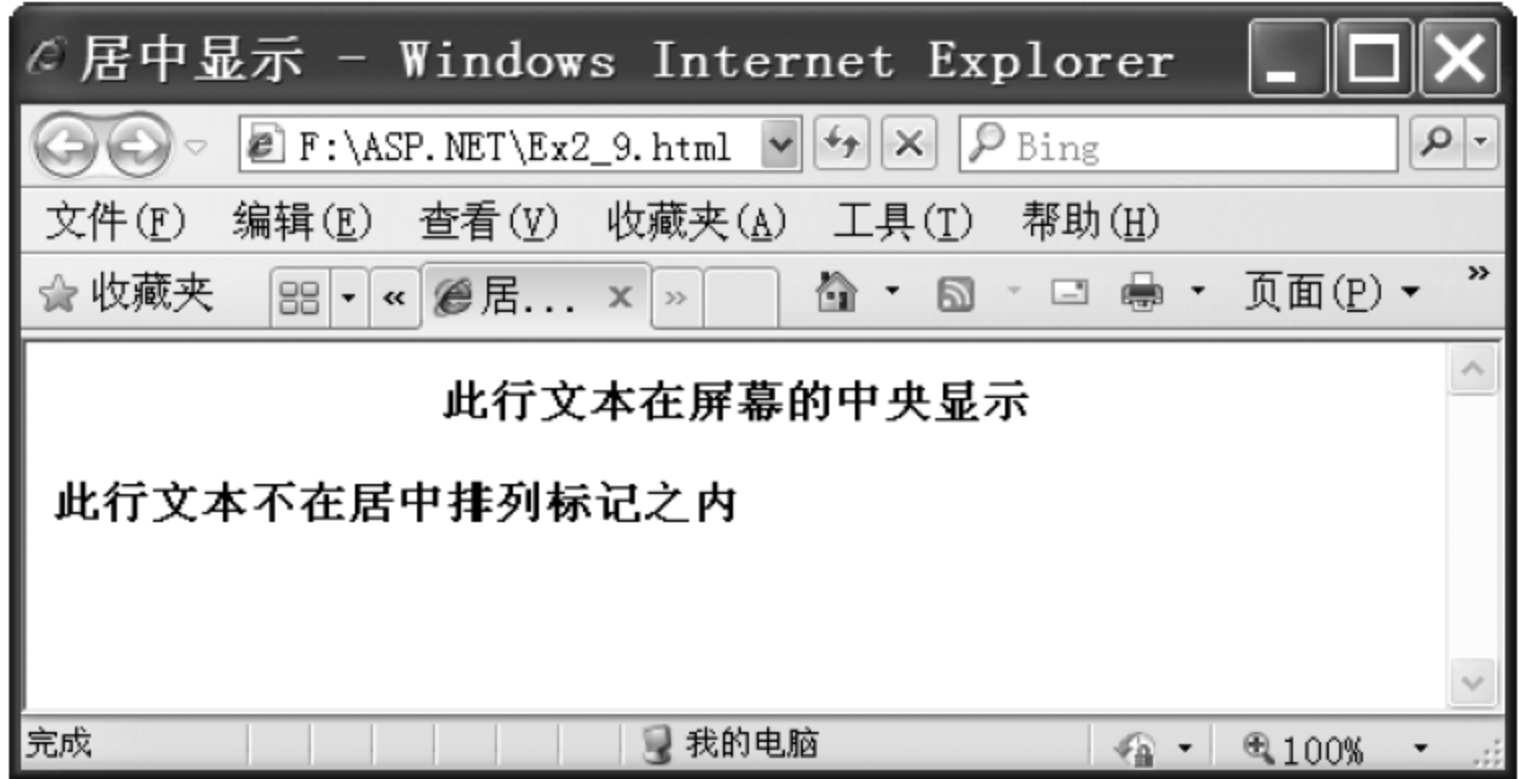 居中显示 - Windows Internet Explorer
F:\ASP.NET\Ex2_9.html Bing
文件(F) 编辑(E) 查看(V) 收藏夹(A) 工具(T) 帮助(H)
收藏夹 居... 页面(P)
此行文本在屏幕的中央显示
此行文本不在居中排列标记之内
完成 我的电脑 100%